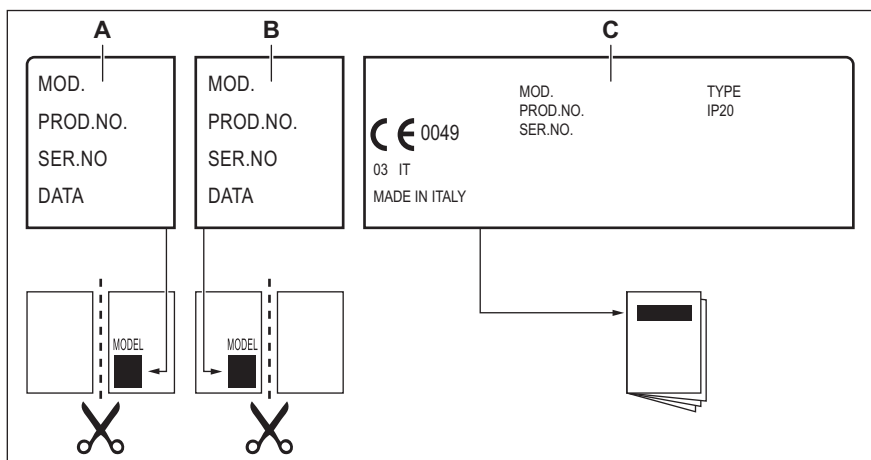 A
B
C
MOD.
PROD.NO.
SER.NO
DATA
MOD.
PROD.NO.
SER.NO
DATA
MOD.
PROD.NO.
SER.NO.
TYPE
IP20
CE 0049
03 IT
MADE IN ITALY
MODEL
MODEL